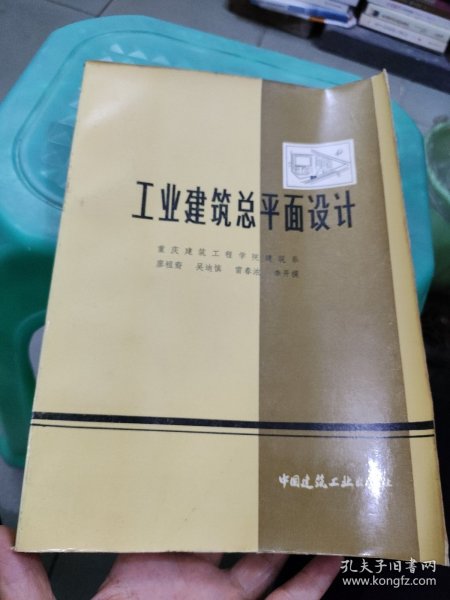 工业建筑总平面设计
重庆建筑工程学院建筑系
廖祖裔 吴迪慎 雷春浓 李开模
中国建筑工业出版社
孔夫子旧书网
www.kongfz.com